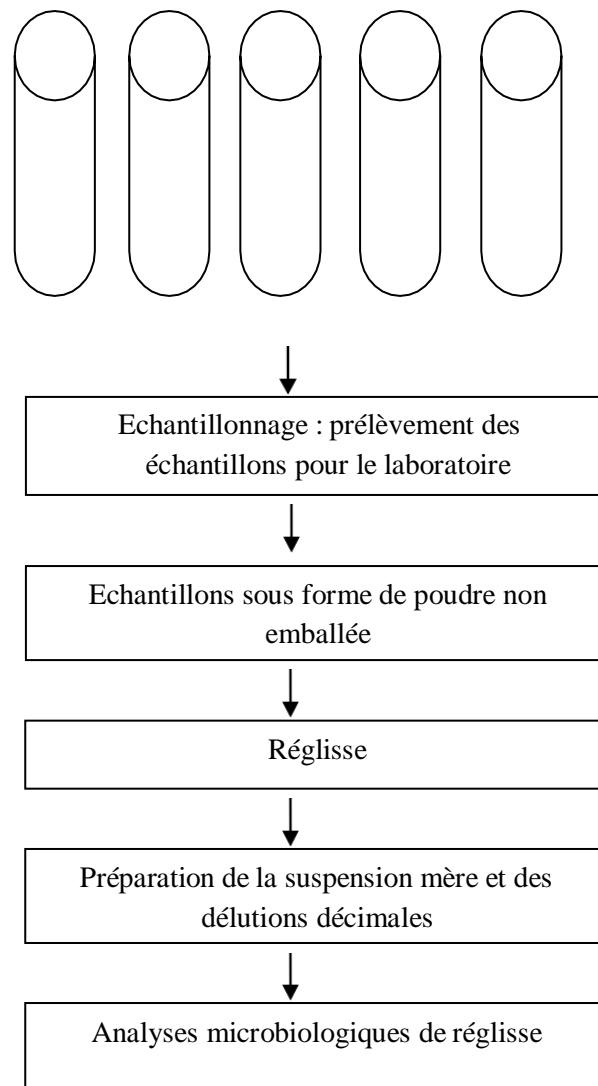 Echantillonnage : prélèvement des
échantillons pour le laboratoire
Echantillons sous forme de poudre non
emballée
Réglisse
Préparation de la suspension mère et des
délutions décimales
Analyses microbiologiques de réglisse